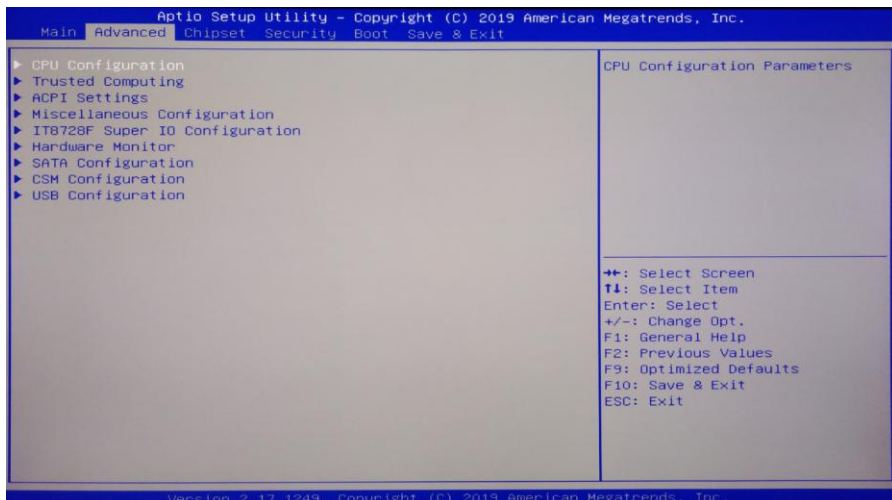 Aptio Setup Utility – Copyright (C) 2019 American Megatrends, Inc.
Main Advanced Chipset Security Boot Save & Exit
▶ CPU Configuration
▶ Trusted Computing
▶ ACPI Settings
▶ Miscellaneous Configuration
▶ IT8728F Super IO Configuration
▶ Hardware Monitor
▶ SATA Configuration
▶ CSM Configuration
▶ USB Configuration
CPU Configuration Parameters
→←: Select Screen
↑↓: Select Item
Enter: Select
+/-: Change Opt.
F1: General Help
F2: Previous Values
F9: Optimized Defaults
F10: Save & Exit
ESC: Exit
Version 2.17.1249. Copyright (C) 2019 American Megatrends, Inc.